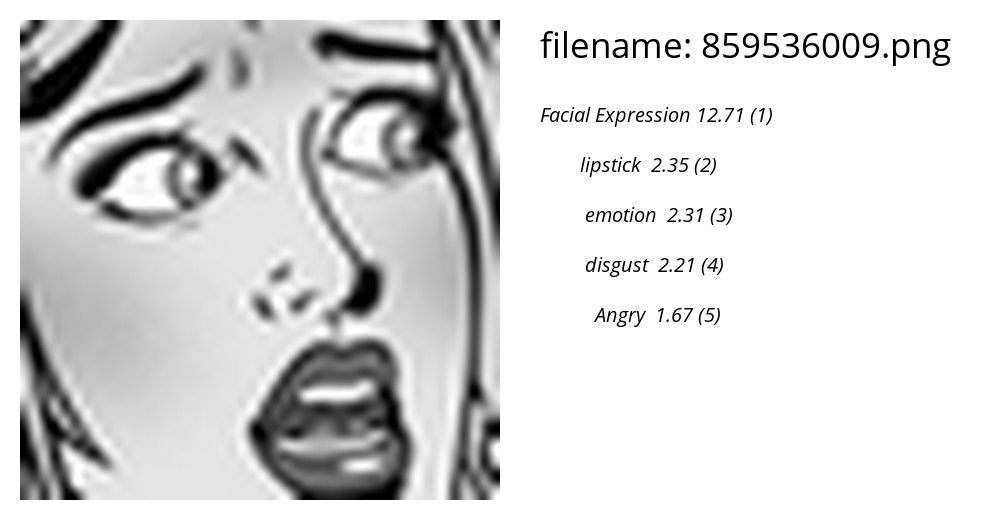 filename: 859536009.png
Facial Expression 12.71 (1)
lipstick 2.35 (2)
emotion 2.31 (3)
disgust 2.21 (4)
Angry 1.67 (5)